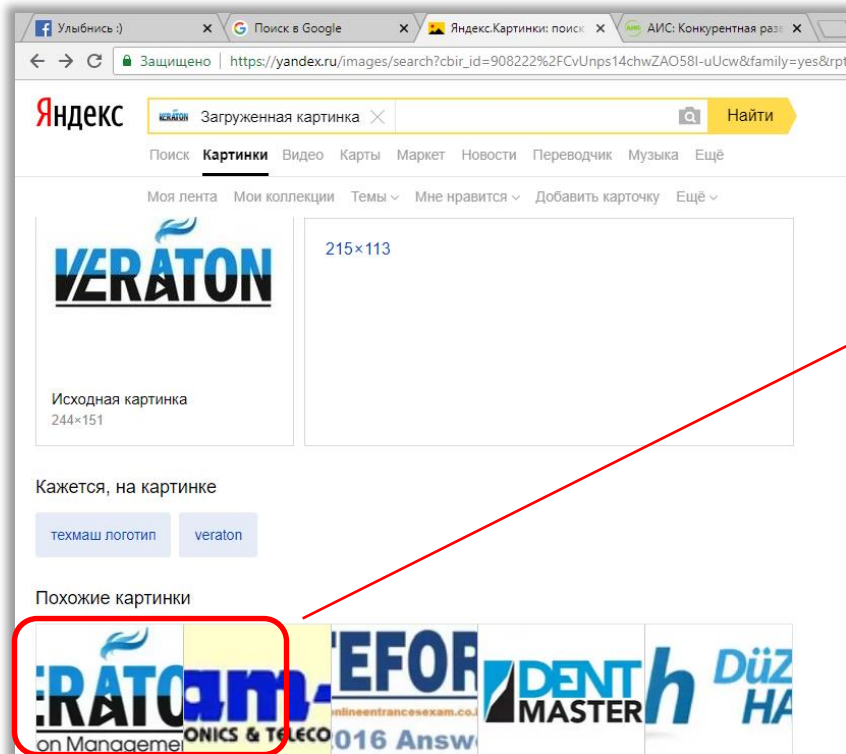 Улыбнись :)
Поиск в Google
Яндекс.Картинки: поиск
АИС: Конкурентная разв
Защищено | https://yandex.ru/images/search?cbir_id=908222%2FCvUnps14chwZAO58I-uUcw&family=yes&rpt
Яндекс
VERATON Загруженная картинка Найти
Поиск Картинки Видео Карты Маркет Новости Переводчик Музыка Ещё
Моя лента Мои коллекции Темы Мне нравится Добавить карточку Ещё
VERATON
215×113
Исходная картинка
244×151
Кажется, на картинке
техмаш логотип veraton
Похожие картинки
ERATO
on Manageme
am-
ONICS & TELECO
TEFOR
nlineentrancesexam.co.i
2016 Answ
DENT
MASTER
h
DüZ
HA